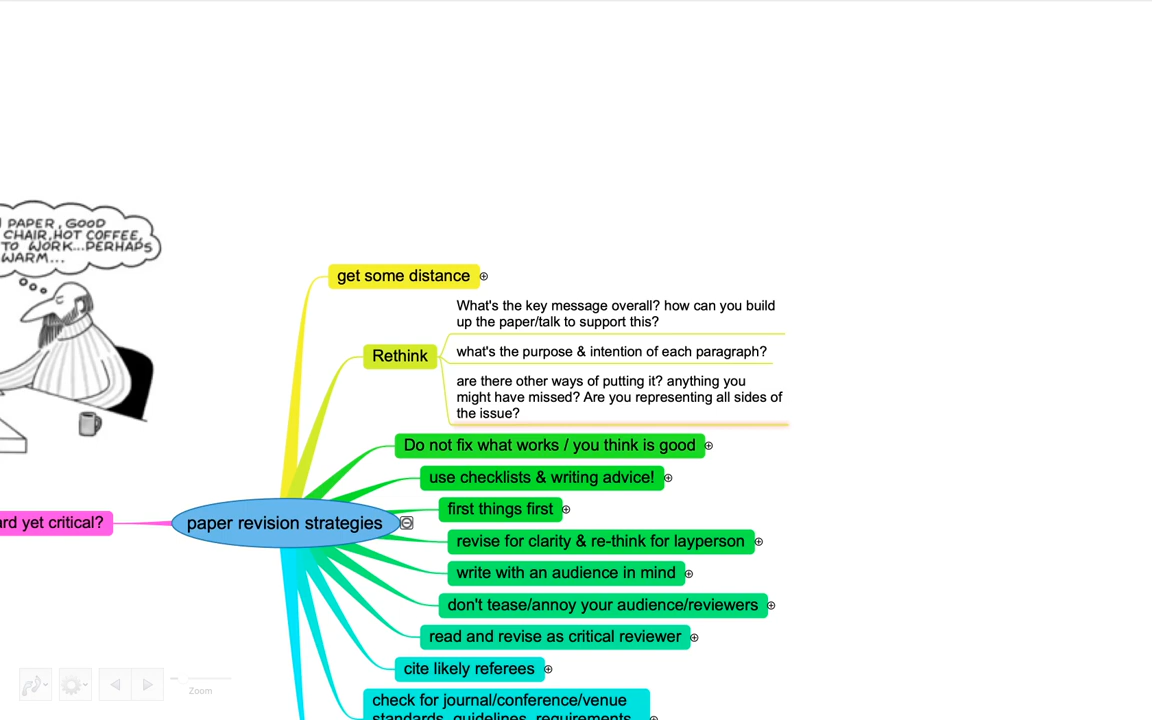 PAPER, GOOD
CHAIR, HOT COFFEE,
TO WORK...PERHAPS
WARM...
get some distance
What's the key message overall? how can you build
up the paper/talk to support this?
Rethink
what's the purpose & intention of each paragraph?
are there other ways of putting it? anything you
might have missed? Are you representing all sides of
the issue?
Do not fix what works / you think is good
use checklists & writing advice!
first things first
ard yet critical?
paper revision strategies
revise for clarity & re-think for layperson
write with an audience in mind
don't tease/annoy your audience/reviewers
read and revise as critical reviewer
cite likely referees
check for journal/conference/venue
standards, guidelines, requirements
Zoom